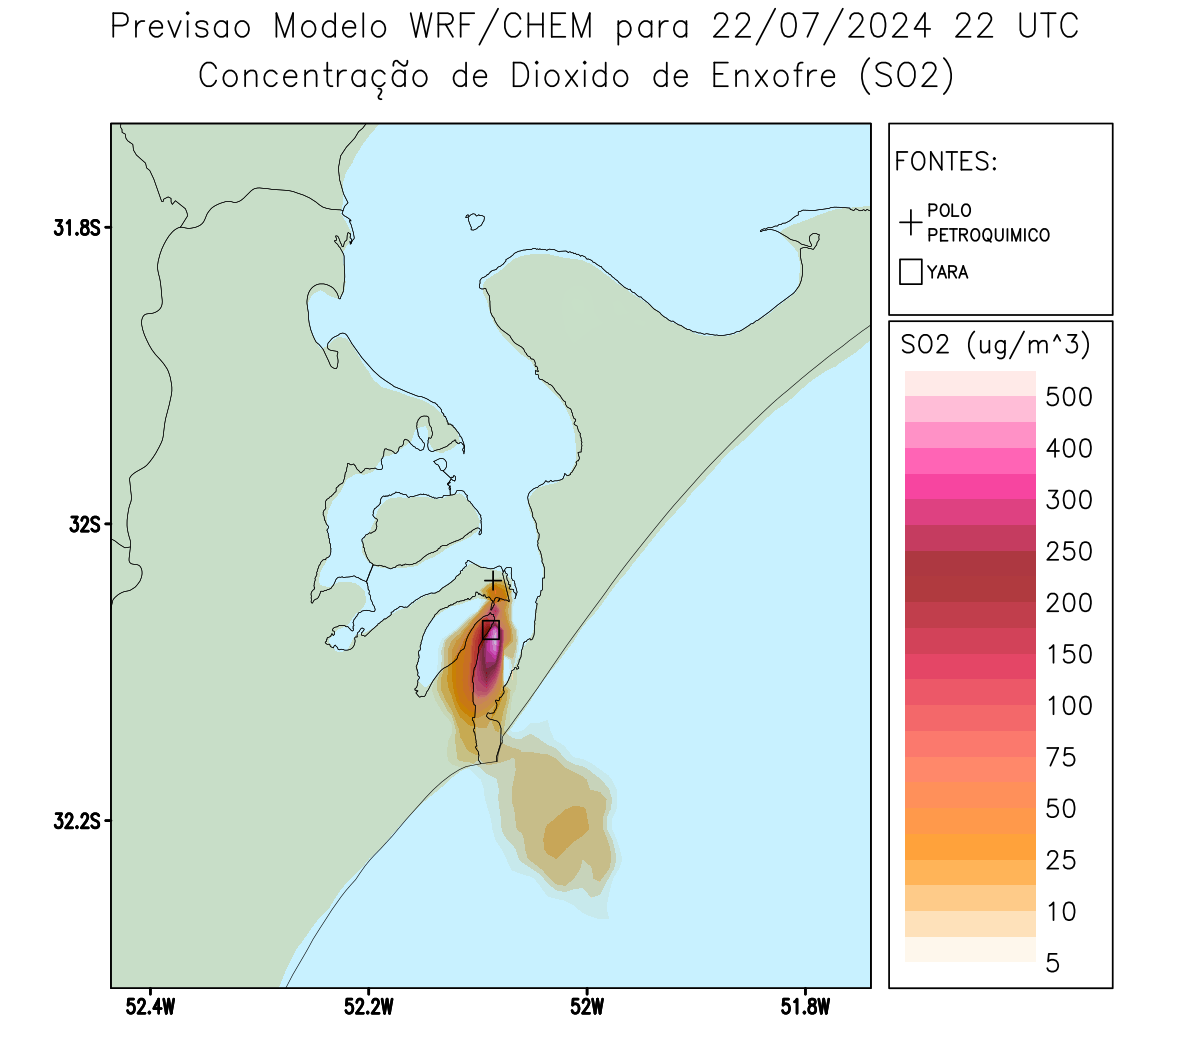 Previsao Modelo WRF/CHEM para 22/07/2024 22 UTC
Concentração de Dioxido de Enxofre (SO2)
FONTES:
POLO
PETROQUIMICO
YARA
SO2 (ug/m^3)
500
400
300
250
200
150
100
75
50
25
10
5
31.8S
32S
32.2S
52.4W
52.2W
52W
51.8W